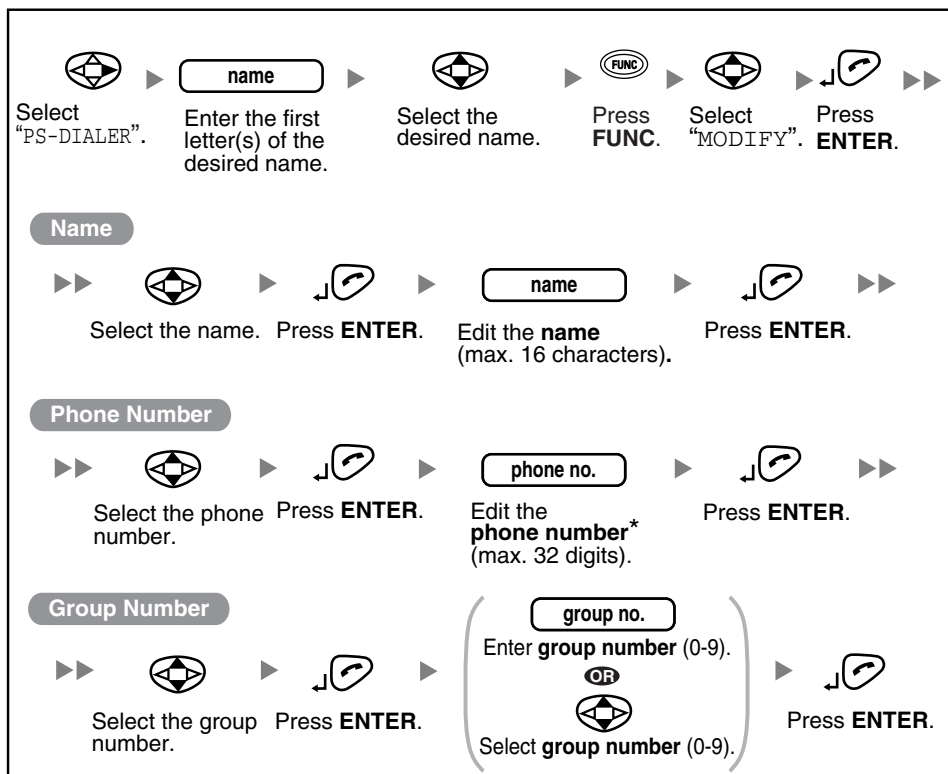 name
FUNC
Select
“PS-DIALER”.
Enter the first
letter(s) of the
desired name.
Select the
desired name.
Press
FUNC.
Select
“MODIFY”.
Press
ENTER.
Name
name
Select the name.
Press ENTER.
Edit the name
(max. 16 characters).
Press ENTER.
Phone Number
phone no.
Select the phone
number.
Press ENTER.
Edit the
phone number*
(max. 32 digits).
Press ENTER.
Group Number
group no.
Enter group number (0-9).
OR
Select the group
number.
Press ENTER.
Select group number (0-9).
Press ENTER.